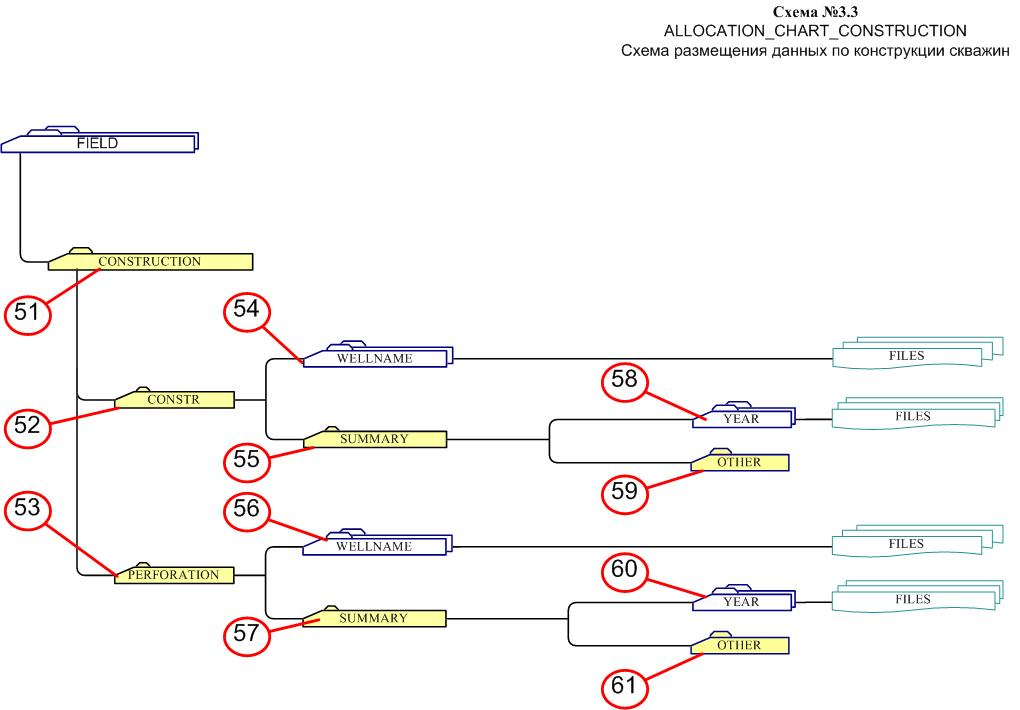 Схема №3.3
ALLOCATION_CHART_CONSTRUCTION
Схема размещения данных по конструкции скважин
FIELD
CONSTRUCTION
51
54
WELLNAME
FILES
58
CONSTR
52
YEAR
FILES
SUMMARY
55
OTHER
59
53
56
WELLNAME
FILES
60
PERFORATION
YEAR
FILES
SUMMARY
57
OTHER
61